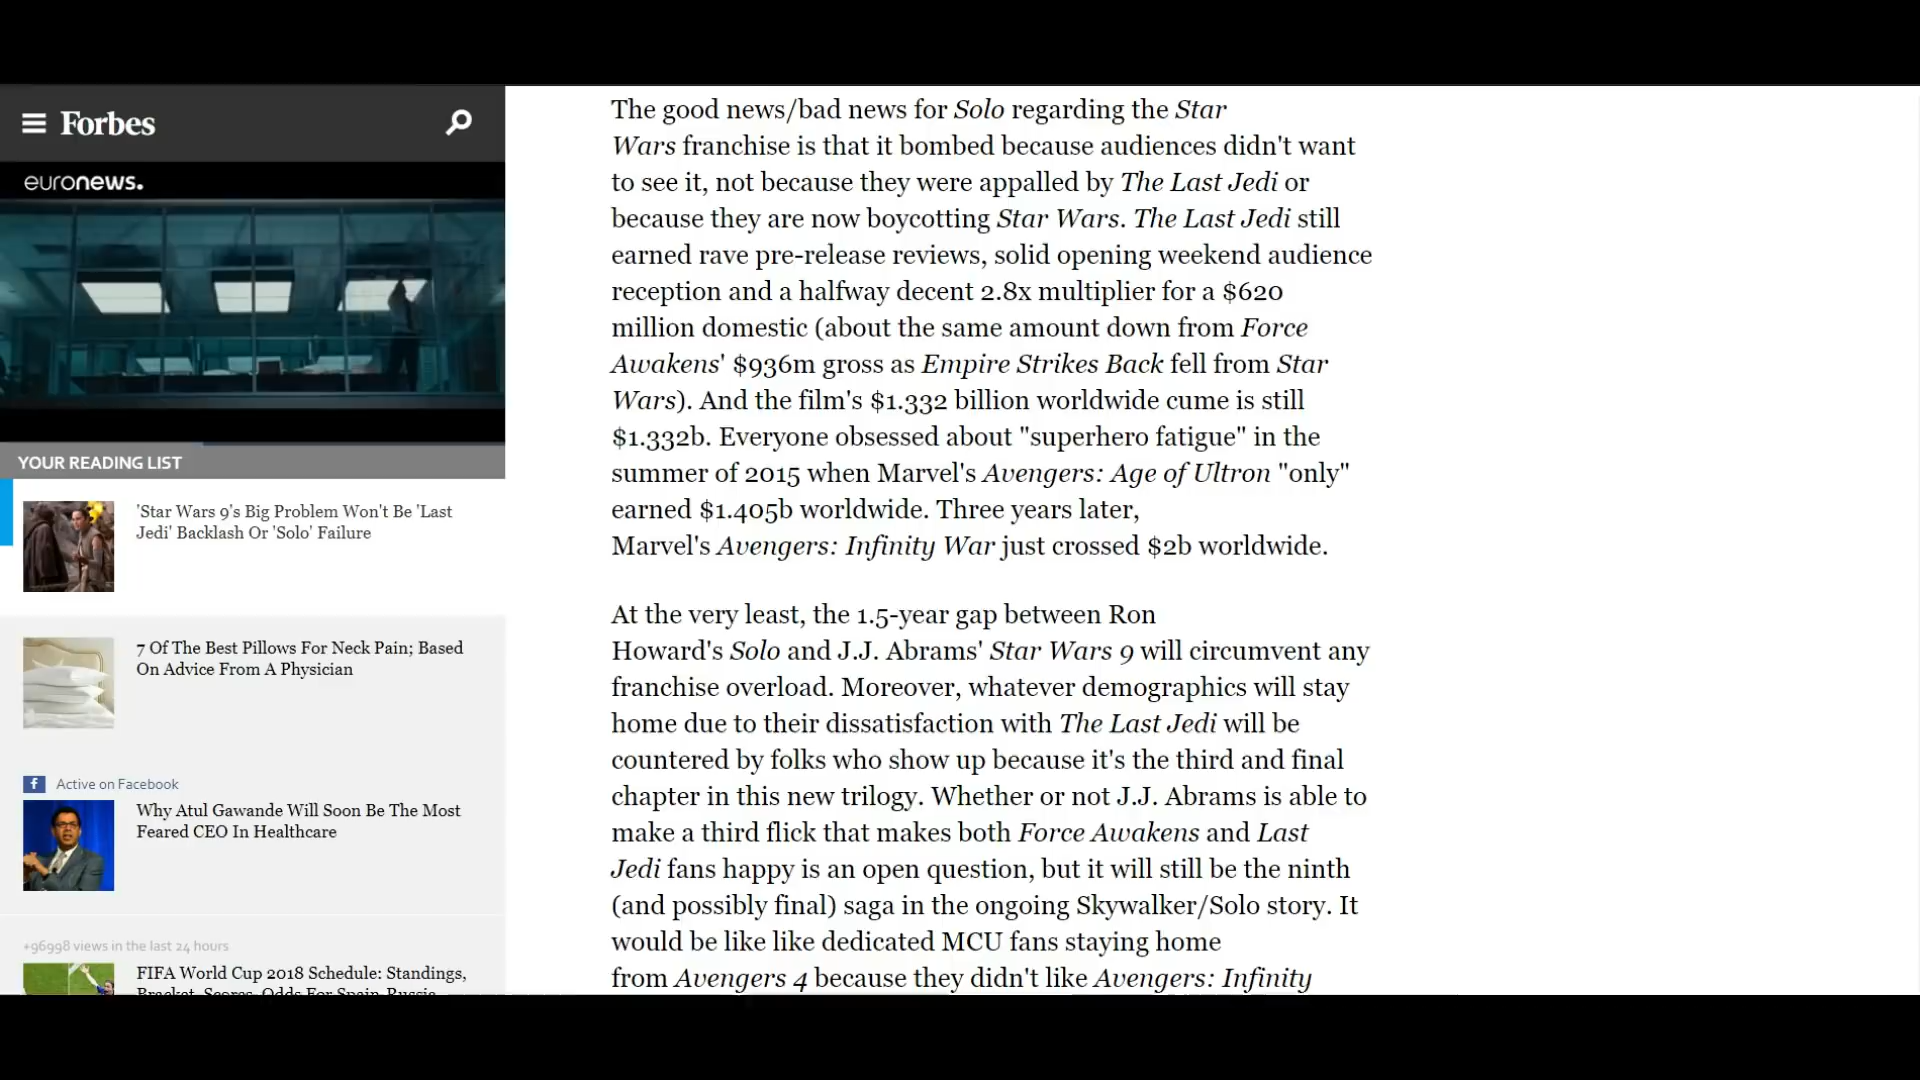 Forbes
euronews.
YOUR READING LIST
'Star Wars 9's Big Problem Won't Be 'Last
Jedi' Backlash Or 'Solo' Failure
7 Of The Best Pillows For Neck Pain; Based
On Advice From A Physician
f Active on Facebook
Why Atul Gawande Will Soon Be The Most
Feared CEO In Healthcare
+96998 views in the last 24 hours
FIFA World Cup 2018 Schedule: Standings,
Bracket, Scores, Odds For Spain-Russia
The good news/bad news for Solo regarding the Star
Wars franchise is that it bombed because audiences didn't want
to see it, not because they were appalled by The Last Jedi or
because they are now boycotting Star Wars. The Last Jedi still
earned rave pre-release reviews, solid opening weekend audience
reception and a halfway decent 2.8x multiplier for a $620
million domestic (about the same amount down from Force
Awakens' $936m gross as Empire Strikes Back fell from Star
Wars). And the film's $1.332 billion worldwide cume is still
$1.332b. Everyone obsessed about "superhero fatigue" in the
summer of 2015 when Marvel's Avengers: Age of Ultron "only"
earned $1.405b worldwide. Three years later,
Marvel's Avengers: Infinity War just crossed $2b worldwide.
At the very least, the 1.5-year gap between Ron
Howard's Solo and J.J. Abrams' Star Wars 9 will circumvent any
franchise overload. Moreover, whatever demographics will stay
home due to their dissatisfaction with The Last Jedi will be
countered by folks who show up because it's the third and final
chapter in this new trilogy. Whether or not J.J. Abrams is able to
make a third flick that makes both Force Awakens and Last
Jedi fans happy is an open question, but it will still be the ninth
(and possibly final) saga in the ongoing Skywalker/Solo story. It
would be like like dedicated MCU fans staying home
from Avengers 4 because they didn't like Avengers: Infinity